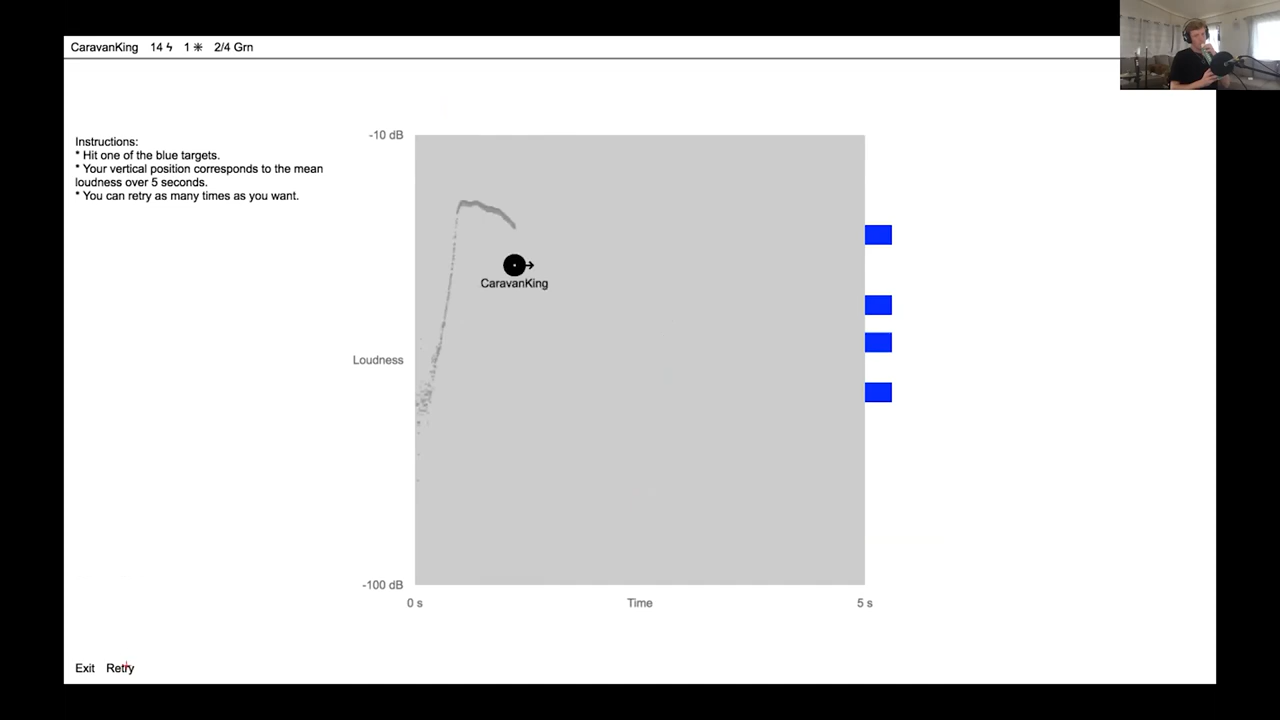 CaravanKing 14 ϟ 1 ⚹ 2/4 Grn
Instructions:
* Hit one of the blue targets.
* Your vertical position corresponds to the mean
loudness over 5 seconds.
* You can retry as many times as you want.
-10 dB
CaravanKing
Loudness
-100 dB
0 s Time 5 s
Exit Retry